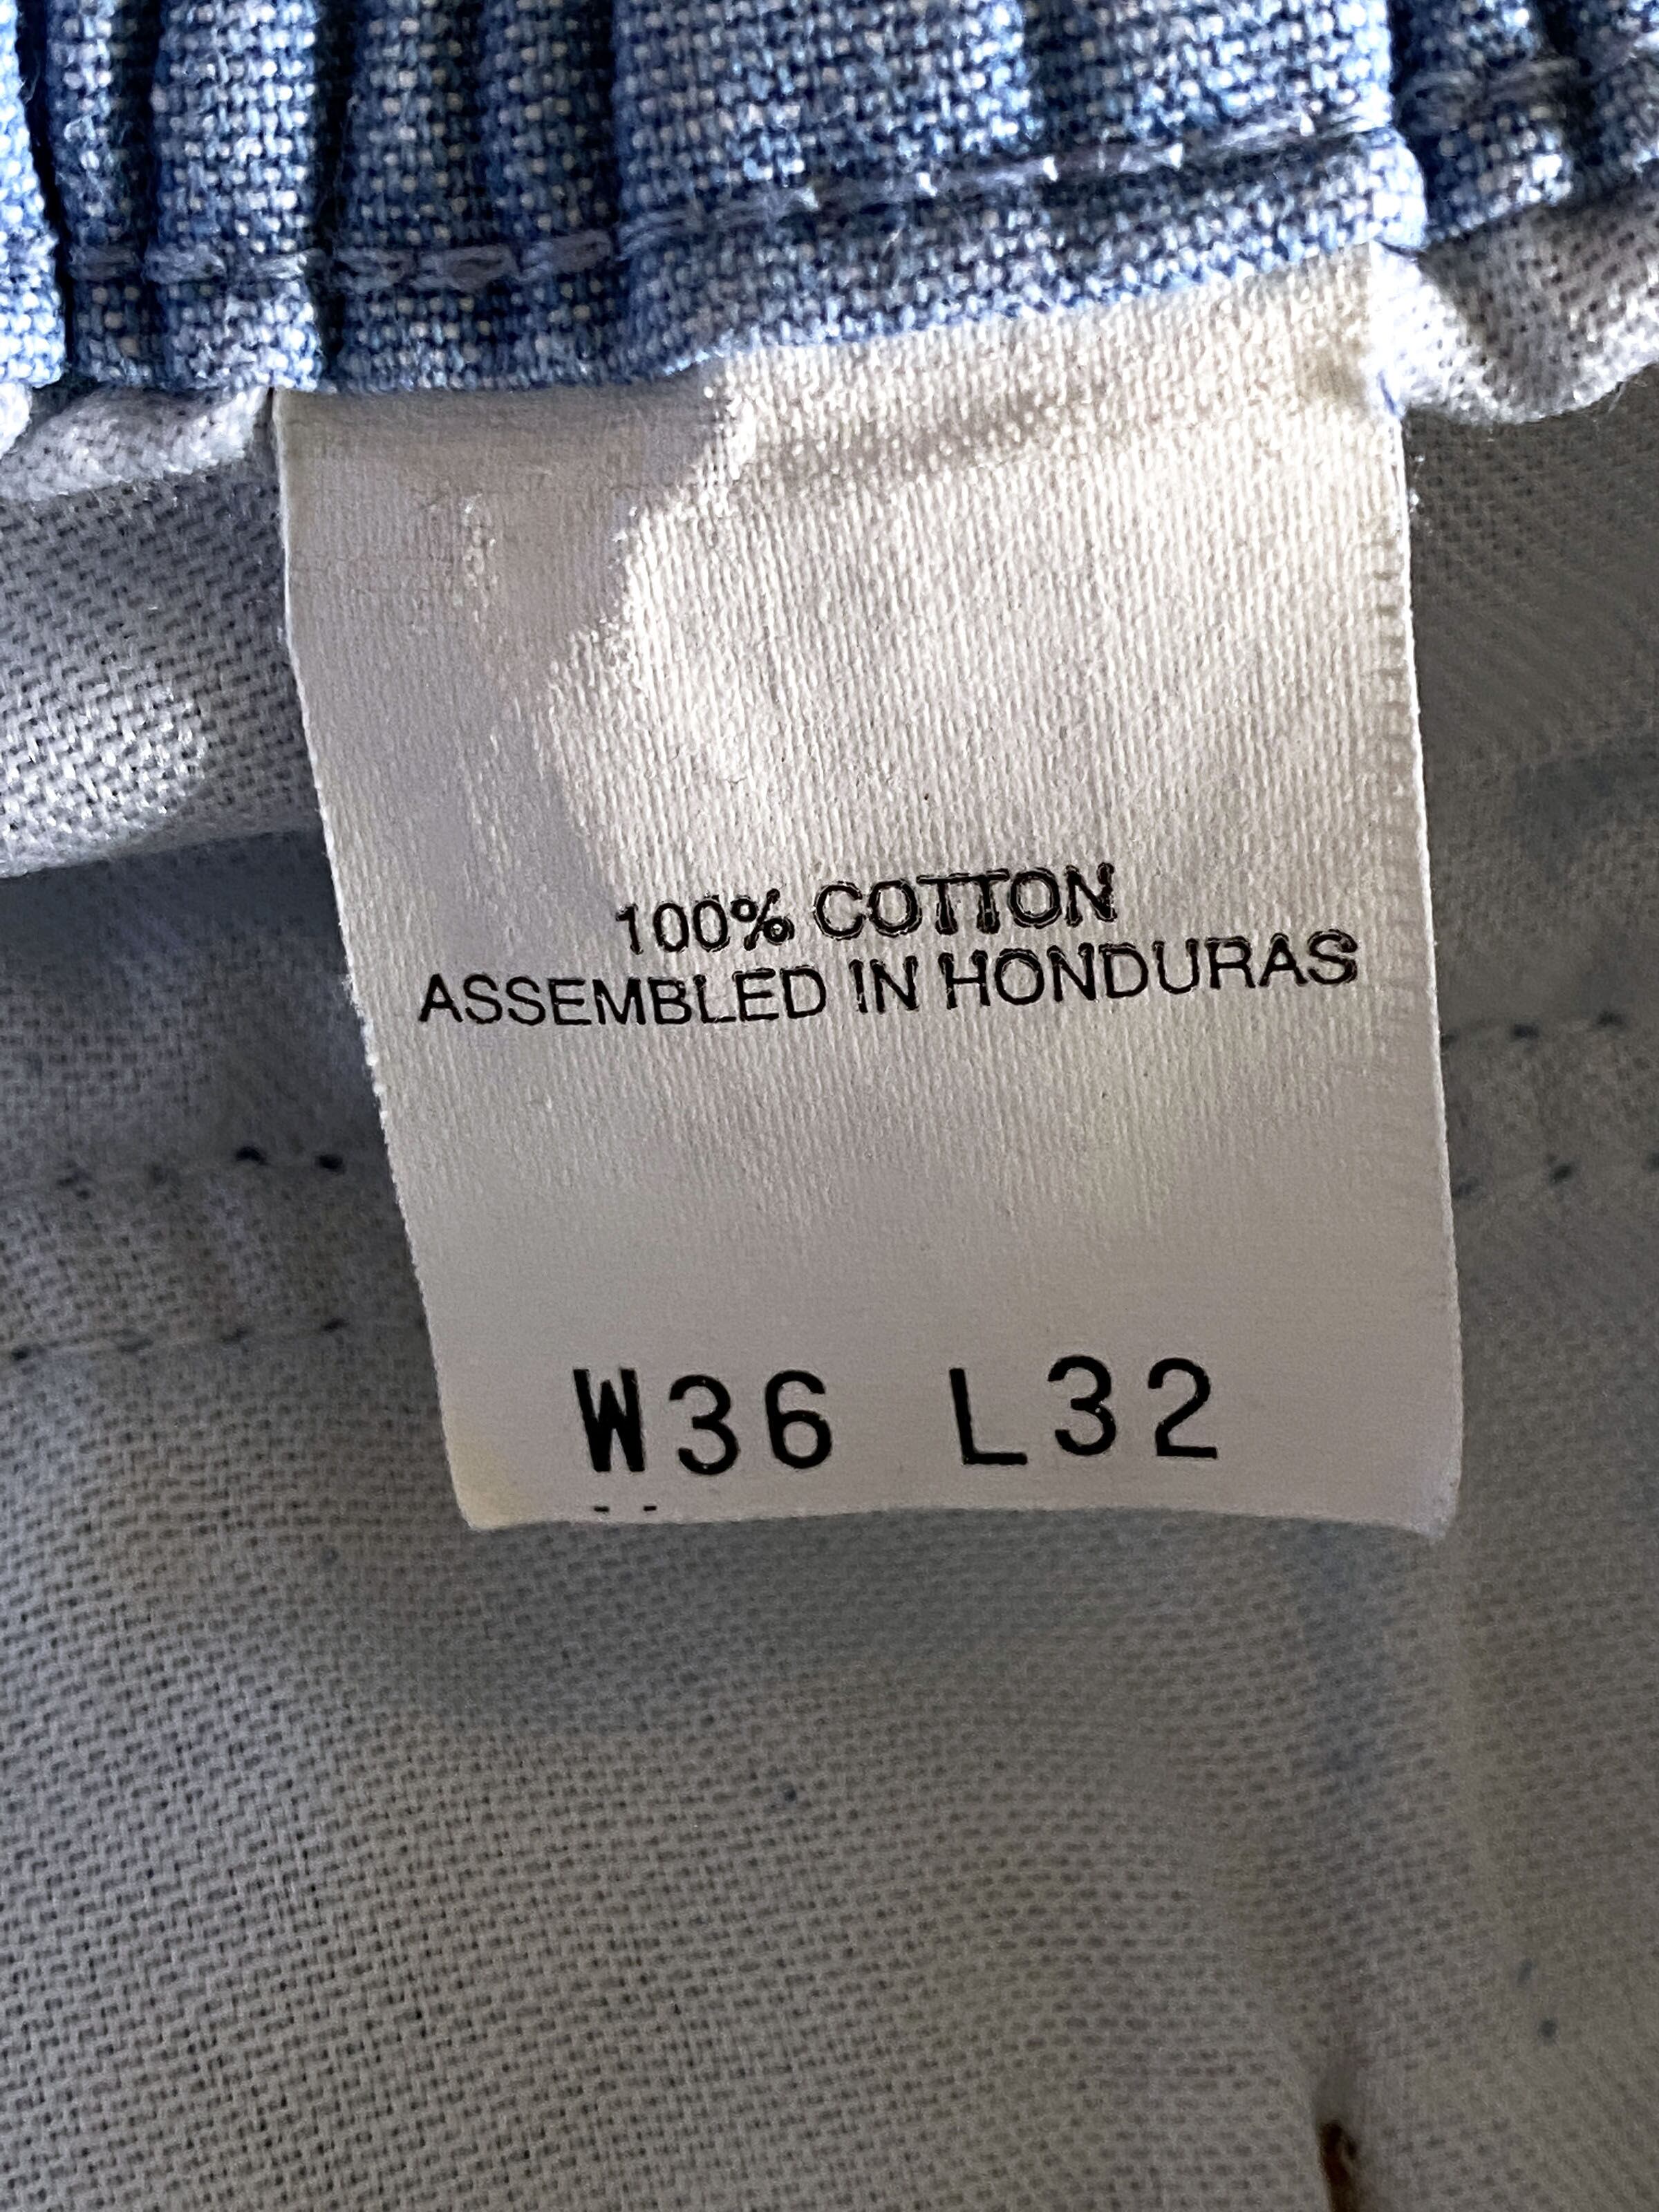 100% COTTON
ASSEMBLED IN HONDURAS
W36 L32